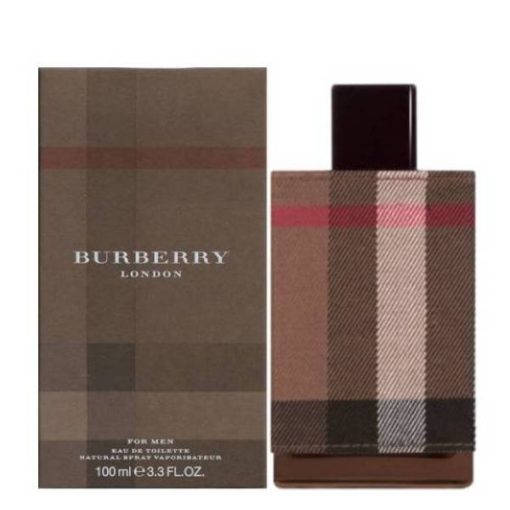 BURBERRY
LONDON
FOR MEN
EAU DE TOILETTE
NATURAL SPRAY VAPORISATEUR
100 ml ℮ 3.3 FL.OZ.